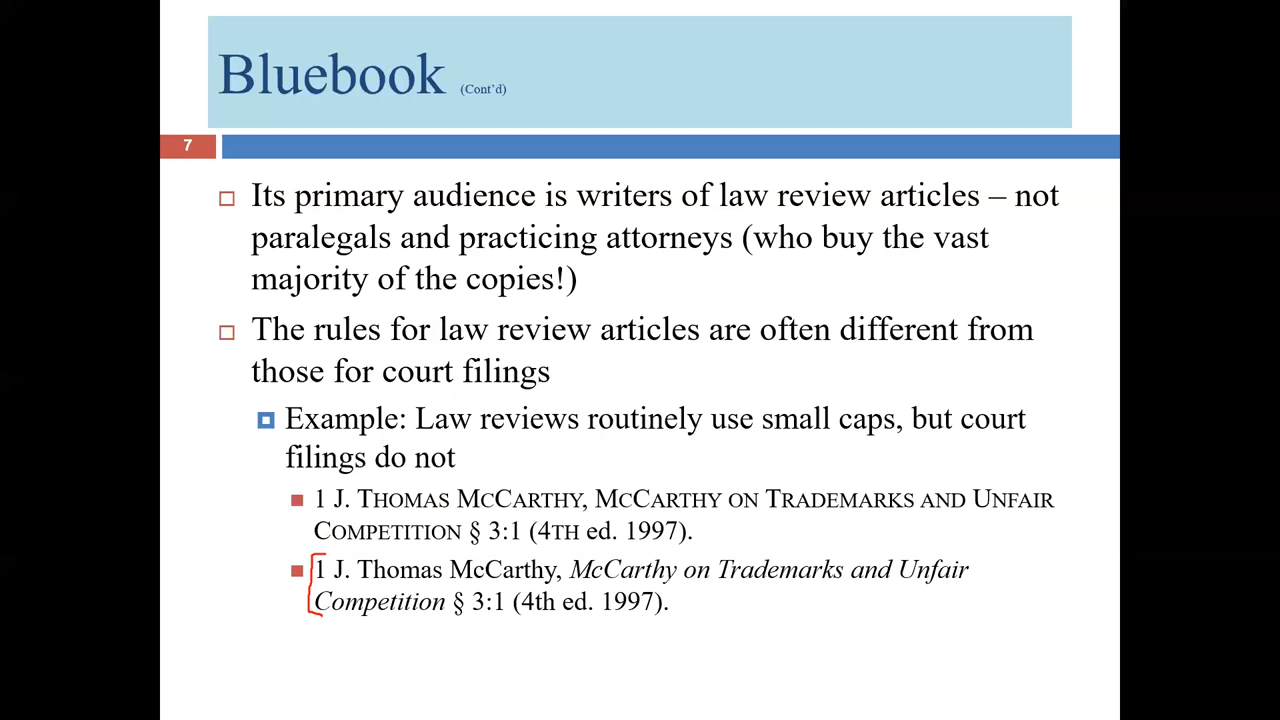 Bluebook (Cont'd)
7
Its primary audience is writers of law review articles – not
paralegals and practicing attorneys (who buy the vast
majority of the copies!)
The rules for law review articles are often different from
those for court filings
Example: Law reviews routinely use small caps, but court
filings do not
1 J. THOMAS MCCARTHY, MCCARTHY ON TRADEMARKS AND UNFAIR
COMPETITION § 3:1 (4TH ed. 1997).
1 J. Thomas McCarthy, McCarthy on Trademarks and Unfair
Competition § 3:1 (4th ed. 1997).